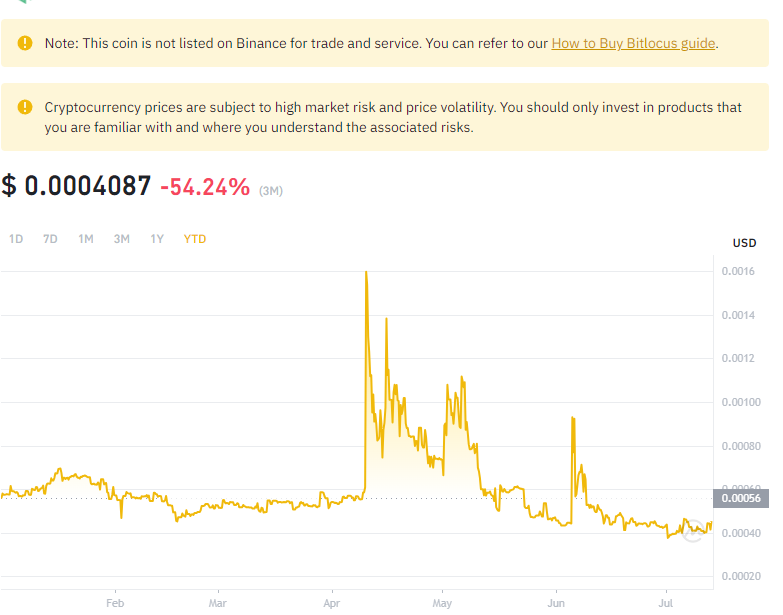 Note: This coin is not listed on Binance for trade and service. You can refer to our How to Buy Bitlocus guide.
Cryptocurrency prices are subject to high market risk and price volatility. You should only invest in products that
you are familiar with and where you understand the associated risks.
$ 0.0004087 -54.24% (3M)
1D 7D 1M 3M 1Y YTD
USD
0.0016
0.0014
0.0012
0.00100
0.00080
0.00060
0.00056
0.00040
0.00020
Feb Mar Apr May Jun Jul